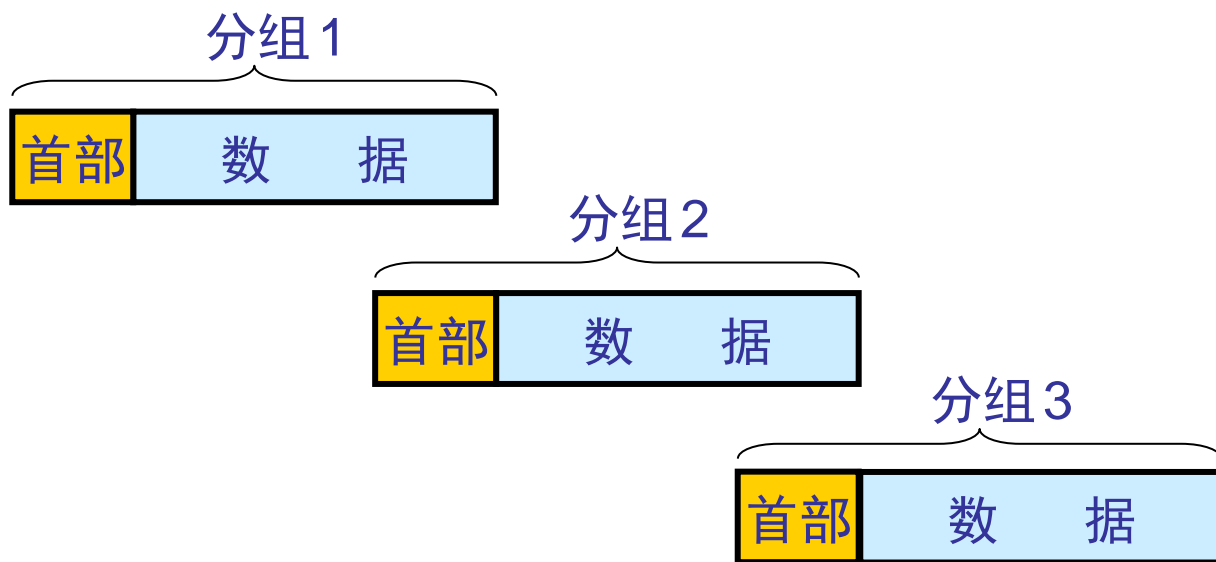 分组1
首部 数 据
分组2
首部 数 据
分组3
首部 数 据